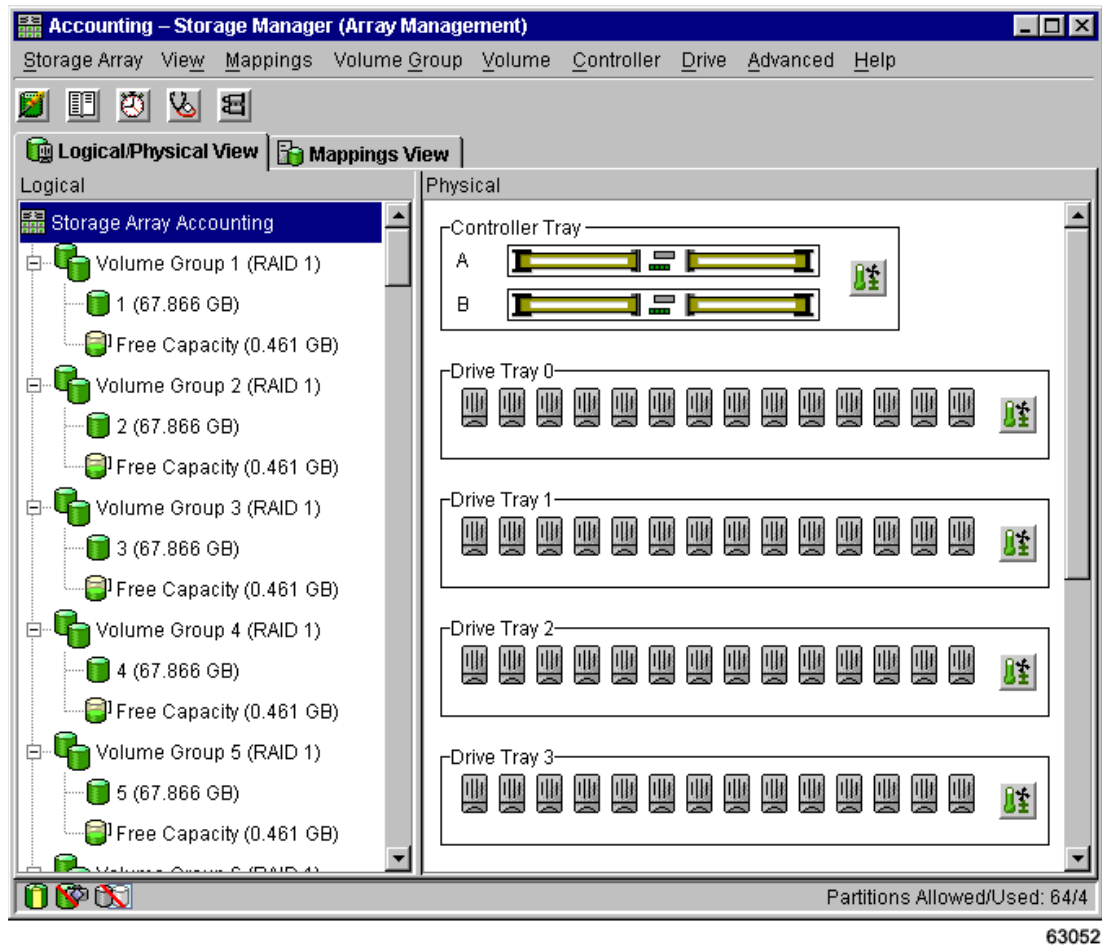 Accounting – Storage Manager (Array Management)
Storage Array View Mappings Volume Group Volume Controller Drive Advanced Help
Logical/Physical View Mappings View
Logical
Storage Array Accounting
Volume Group 1 (RAID 1)
1 (67.866 GB)
Free Capacity (0.461 GB)
Volume Group 2 (RAID 1)
2 (67.866 GB)
Free Capacity (0.461 GB)
Volume Group 3 (RAID 1)
3 (67.866 GB)
Free Capacity (0.461 GB)
Volume Group 4 (RAID 1)
4 (67.866 GB)
Free Capacity (0.461 GB)
Volume Group 5 (RAID 1)
5 (67.866 GB)
Free Capacity (0.461 GB)
Physical
Controller Tray
A
B
Drive Tray 0
Drive Tray 1
Drive Tray 2
Drive Tray 3
Partitions Allowed/Used: 64/4
63052